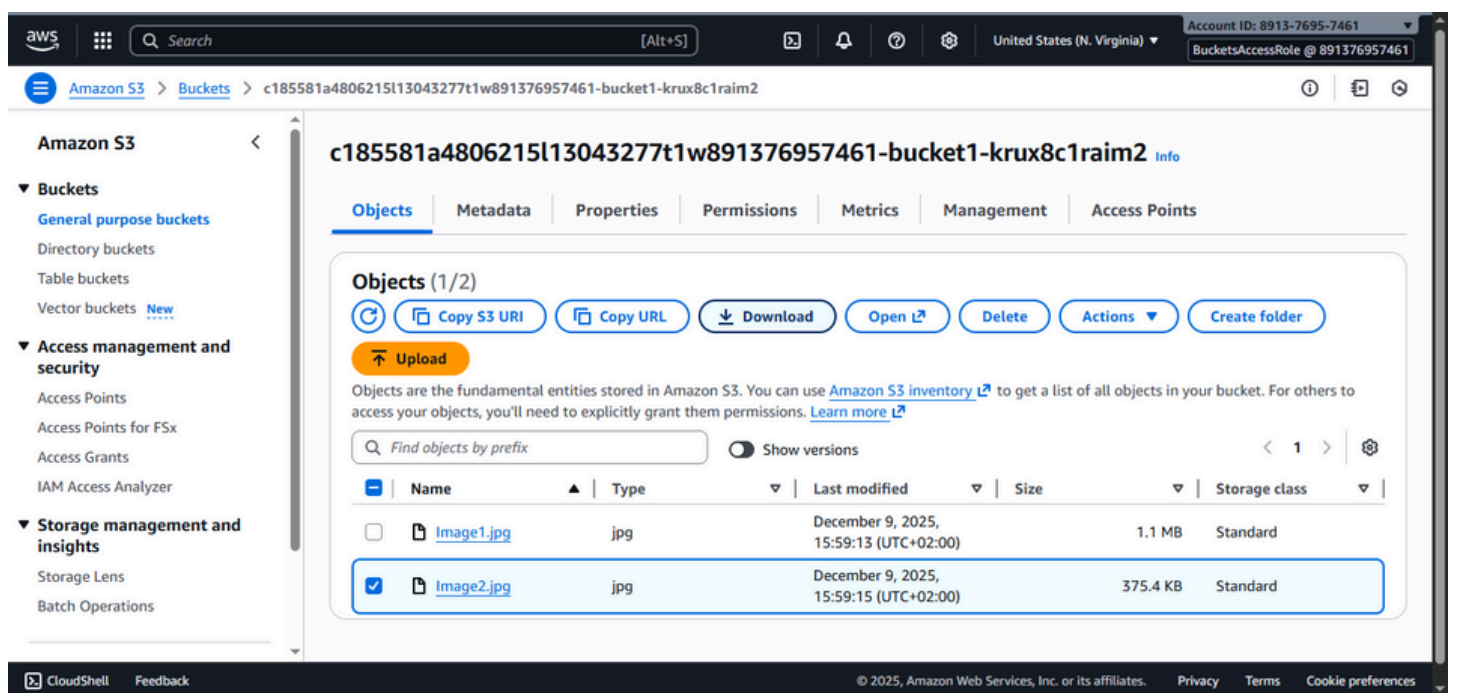 aws
Search [Alt+S]
United States (N. Virginia)
Account ID: 8913-7695-7461
BucketsAccessRole @ 891376957461
Amazon S3 > Buckets > c185581a4806215l13043277t1w891376957461-bucket1-krux8c1raim2
Amazon S3
Buckets
General purpose buckets
Directory buckets
Table buckets
Vector buckets New
Access management and
security
Access Points
Access Points for FSx
Access Grants
IAM Access Analyzer
Storage management and
insights
Storage Lens
Batch Operations
c185581a4806215l13043277t1w891376957461-bucket1-krux8c1raim2 Info
Objects Metadata Properties Permissions Metrics Management Access Points
Objects (1/2)
Copy S3 URI Copy URL Download Open Delete Actions Create folder
Upload
Objects are the fundamental entities stored in Amazon S3. You can use Amazon S3 inventory to get a list of all objects in your bucket. For others to
access your objects, you'll need to explicitly grant them permissions. Learn more
Find objects by prefix Show versions 1
Name Type Last modified Size Storage class
Image1.jpg jpg December 9, 2025, 1.1 MB Standard
15:59:13 (UTC+02:00)
Image2.jpg jpg December 9, 2025, 375.4 KB Standard
15:59:15 (UTC+02:00)
CloudShell Feedback © 2025, Amazon Web Services, Inc. or its affiliates. Privacy Terms Cookie preferences